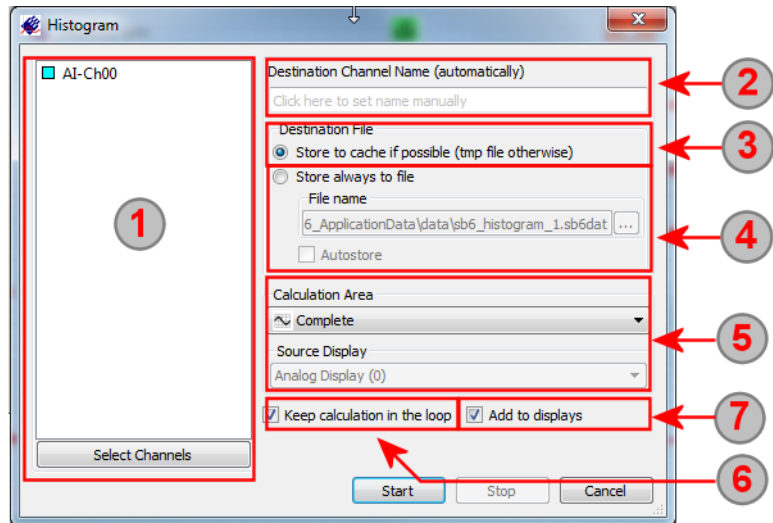 Histogram
AI-Ch00
1
Select Channels
Destination Channel Name (automatically)
Click here to set name manually
2
Destination File
Store to cache if possible (tmp file otherwise)
3
Store always to file
File name
6_ApplicationData\data\sb6_histogram_1.sb6dat ...
Autostore
4
Calculation Area
Complete
Source Display
Analog Display (0)
5
Keep calculation in the loop Add to displays
7
6
Start Stop Cancel